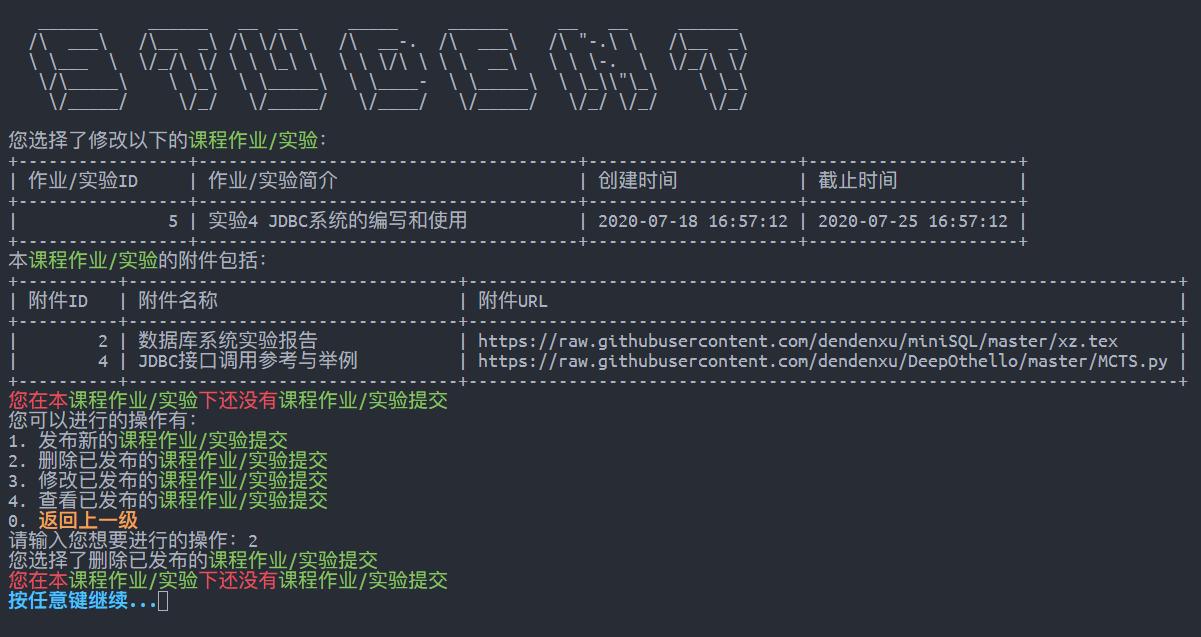 STUDENT
您选择了修改以下的课程作业/实验：
作业/实验ID 作业/实验简介 创建时间 截止时间
5 实验4 JDBC系统的编写和使用 2020-07-18 16:57:12 2020-07-25 16:57:12
本课程作业/实验的附件包括：
附件ID 附件名称 附件URL
2 数据库系统实验报告 https://raw.githubusercontent.com/dendenxu/miniSQL/master/xz.tex
4 JDBC接口调用参考与举例 https://raw.githubusercontent.com/dendenxu/DeepOthello/master/MCTS.py
您在本课程作业/实验下还没有课程作业/实验提交
您可以进行的操作有：
1. 发布新的课程作业/实验提交
2. 删除已发布的课程作业/实验提交
3. 修改已发布的课程作业/实验提交
4. 查看已发布的课程作业/实验提交
0. 返回上一级
请输入您想要进行的操作：2
您选择了删除已发布的课程作业/实验提交
您在本课程作业/实验下还没有课程作业/实验提交
按任意键继续...